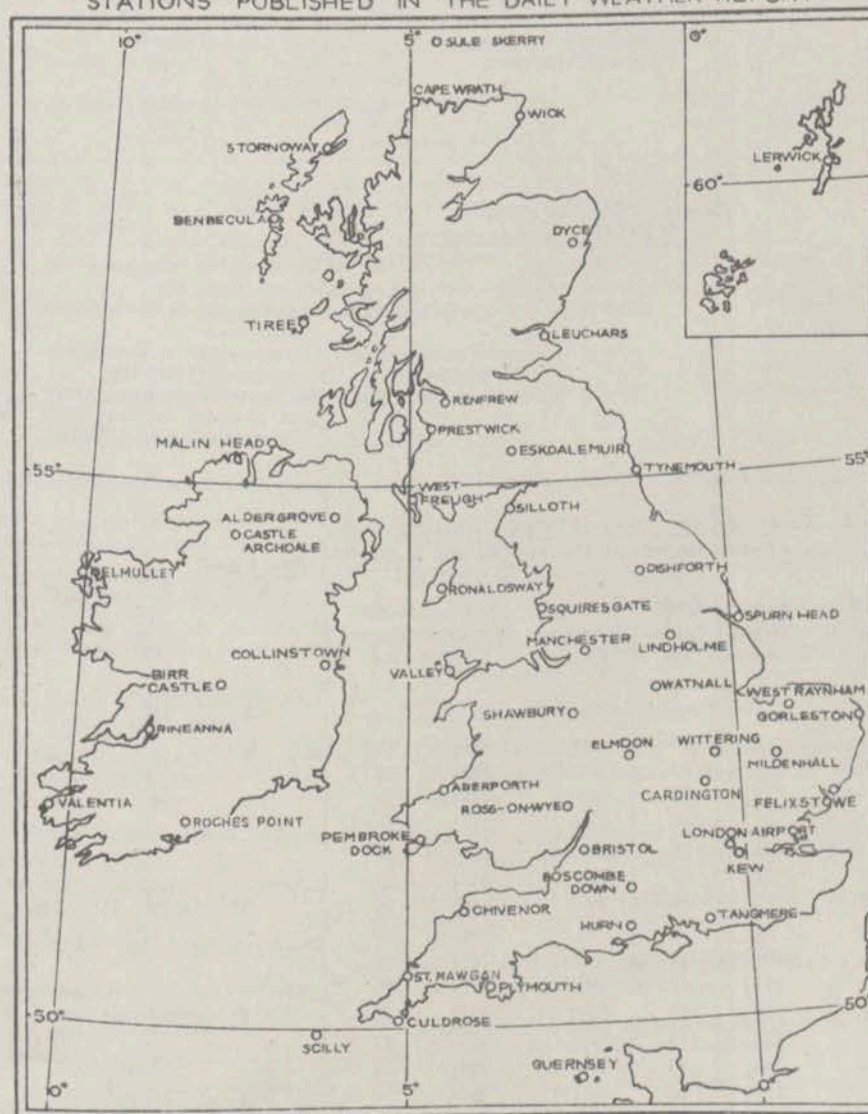 STATIONS PUBLISHED IN THE DAILY WEATHER REPORT
10°
5°
0°
SULE SKERRY
CAPE WRATH
WICK
STORNOWAY
LERWICK
60°
BENBECULA
DYCE
TIREE
LEUCHARS
RENFREW
PRESTWICK
MALIN HEAD
ESKDALEMUIR
55°
TYNEMOUTH
55°
WEST
FREUGH
SILLOTH
ALDERGROVE
CASTLE
ARCHDALE
BELMULLEY
DISHFORTH
RONALDSWAY
SQUIRES GATE
SPURN HEAD
MANCHESTER
LINDHOLME
COLLINSTOWN
VALLEY
BIRR
CASTLE
WATNALL
WEST RAYNHAM
SHAWBURY
GORLESTON
RINEANNA
ELMDON
WITTERING
MILDENHALL
ABERPORTH
CARDINGTON
FELIXSTOWE
VALENTIA
ROSS-ON-WYE
ROCHES POINT
PEMBROKE
DOCK
LONDON AIRPORT
BRISTOL
KEW
BOSCOMBE
DOWN
CHIVENOR
TANGMERE
HURN
ST. MAWGAN
PLYMOUTH
50°
CULDROSE
50°
SCILLY
GUERNSEY
10°
5°